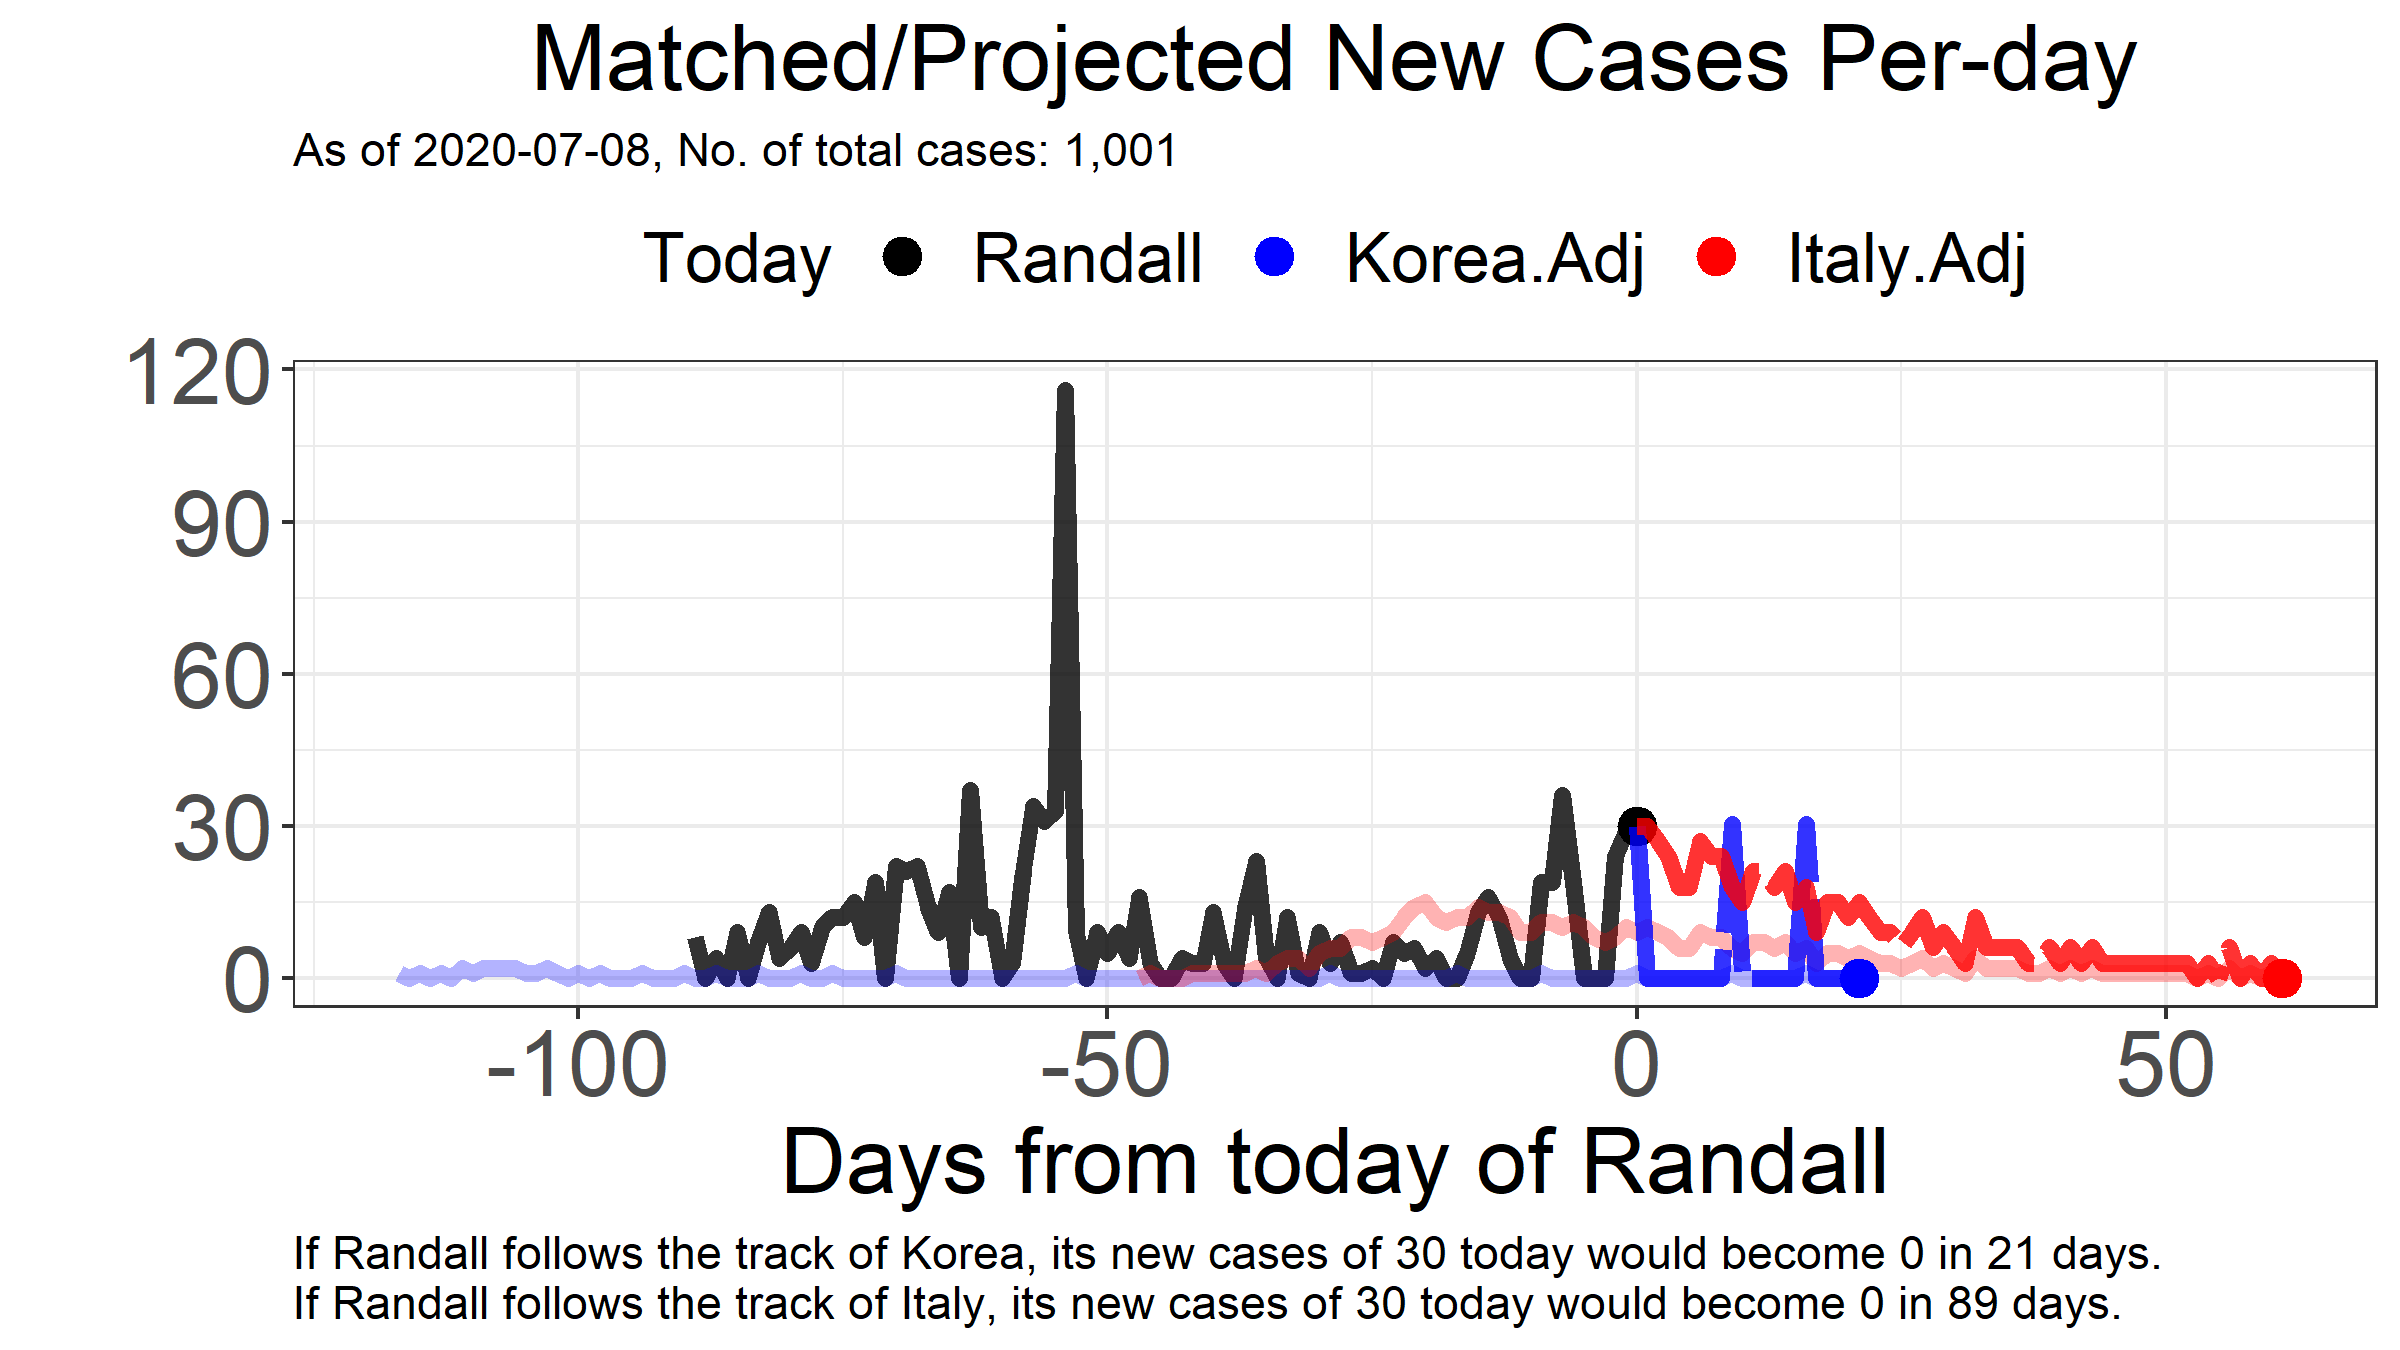 Matched/Projected New Cases Per-day
As of 2020-07-08, No. of total cases: 1,001
Today Randall Korea.Adj Italy.Adj
120
90
60
30
0
-100 -50 0 50
Days from today of Randall
If Randall follows the track of Korea, its new cases of 30 today would become 0 in 21 days.
If Randall follows the track of Italy, its new cases of 30 today would become 0 in 89 days.